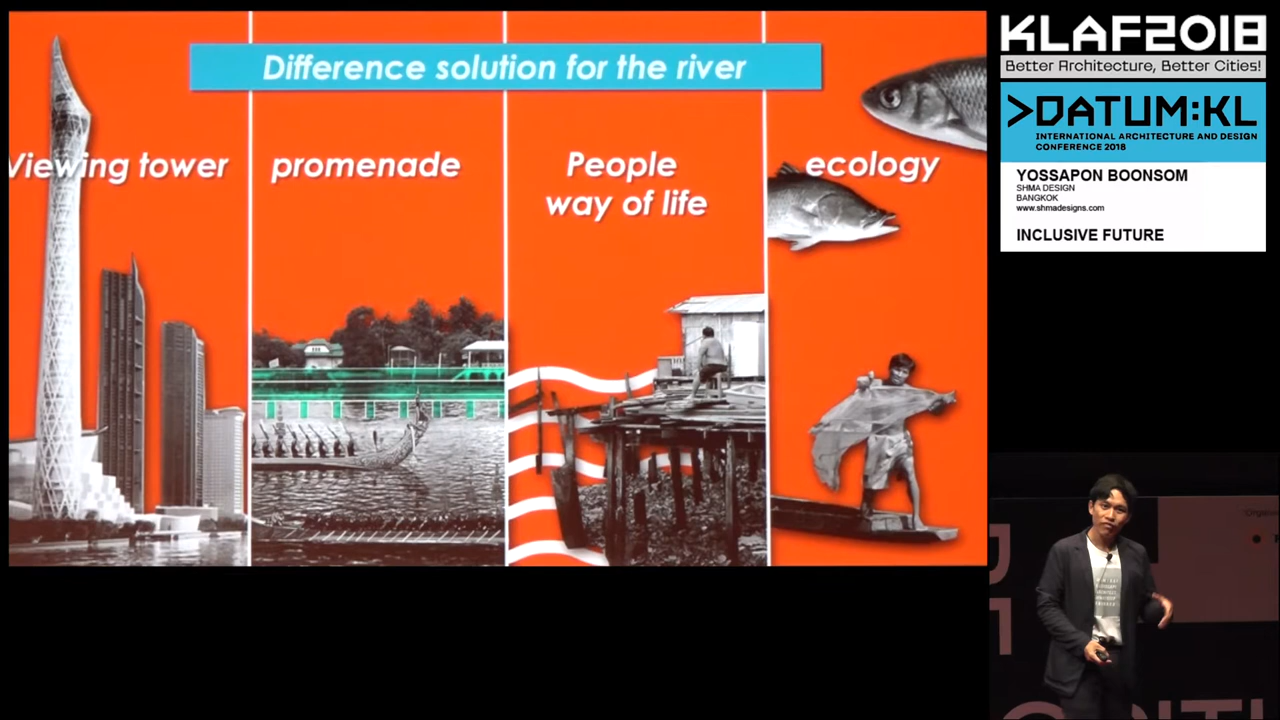 Difference solution for the river
Viewing tower
promenade
People
way of life
ecology
KLAF2018
Better Architecture, Better Cities!
>DATUM:KL
INTERNATIONAL ARCHITECTURE AND DESIGN
CONFERENCE 2018
YOSSAPON BOONSOM
SHMA DESIGN
BANGKOK
www.shmadesigns.com
INCLUSIVE FUTURE